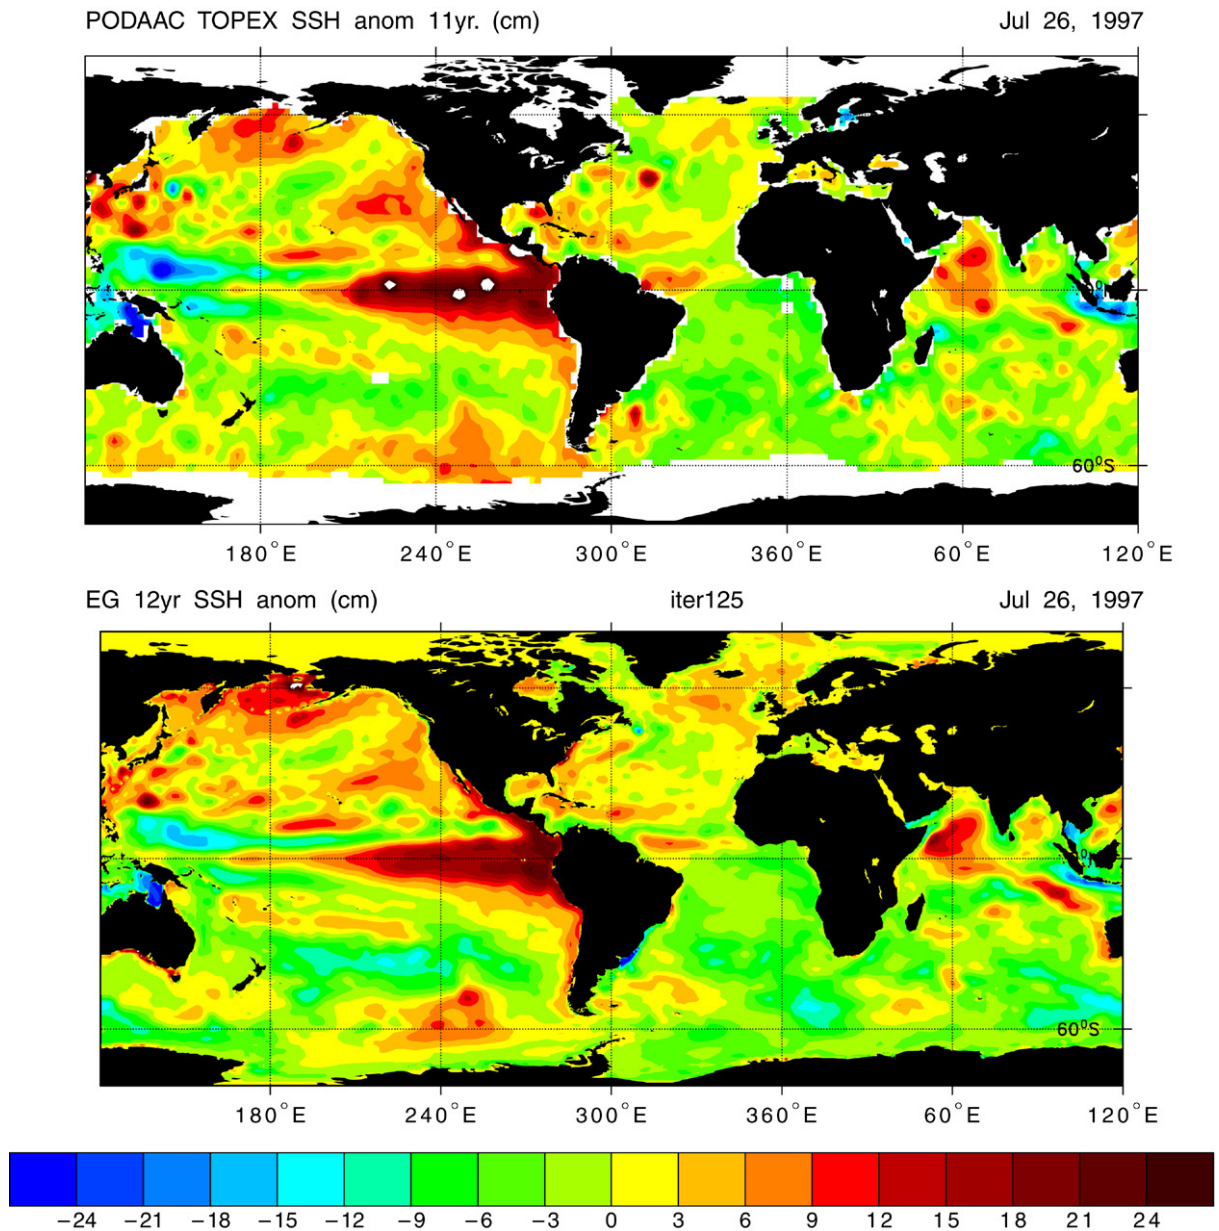 PODAAC TOPEX SSH anom 11yr. (cm) Jul 26, 1997
60°S
180°E 240°E 300°E 360°E 60°E 120°E
EG 12yr SSH anom (cm) iter125 Jul 26, 1997
60°S
180°E 240°E 300°E 360°E 60°E 120°E
−24 −21 −18 −15 −12 −9 −6 −3 0 3 6 9 12 15 18 21 24